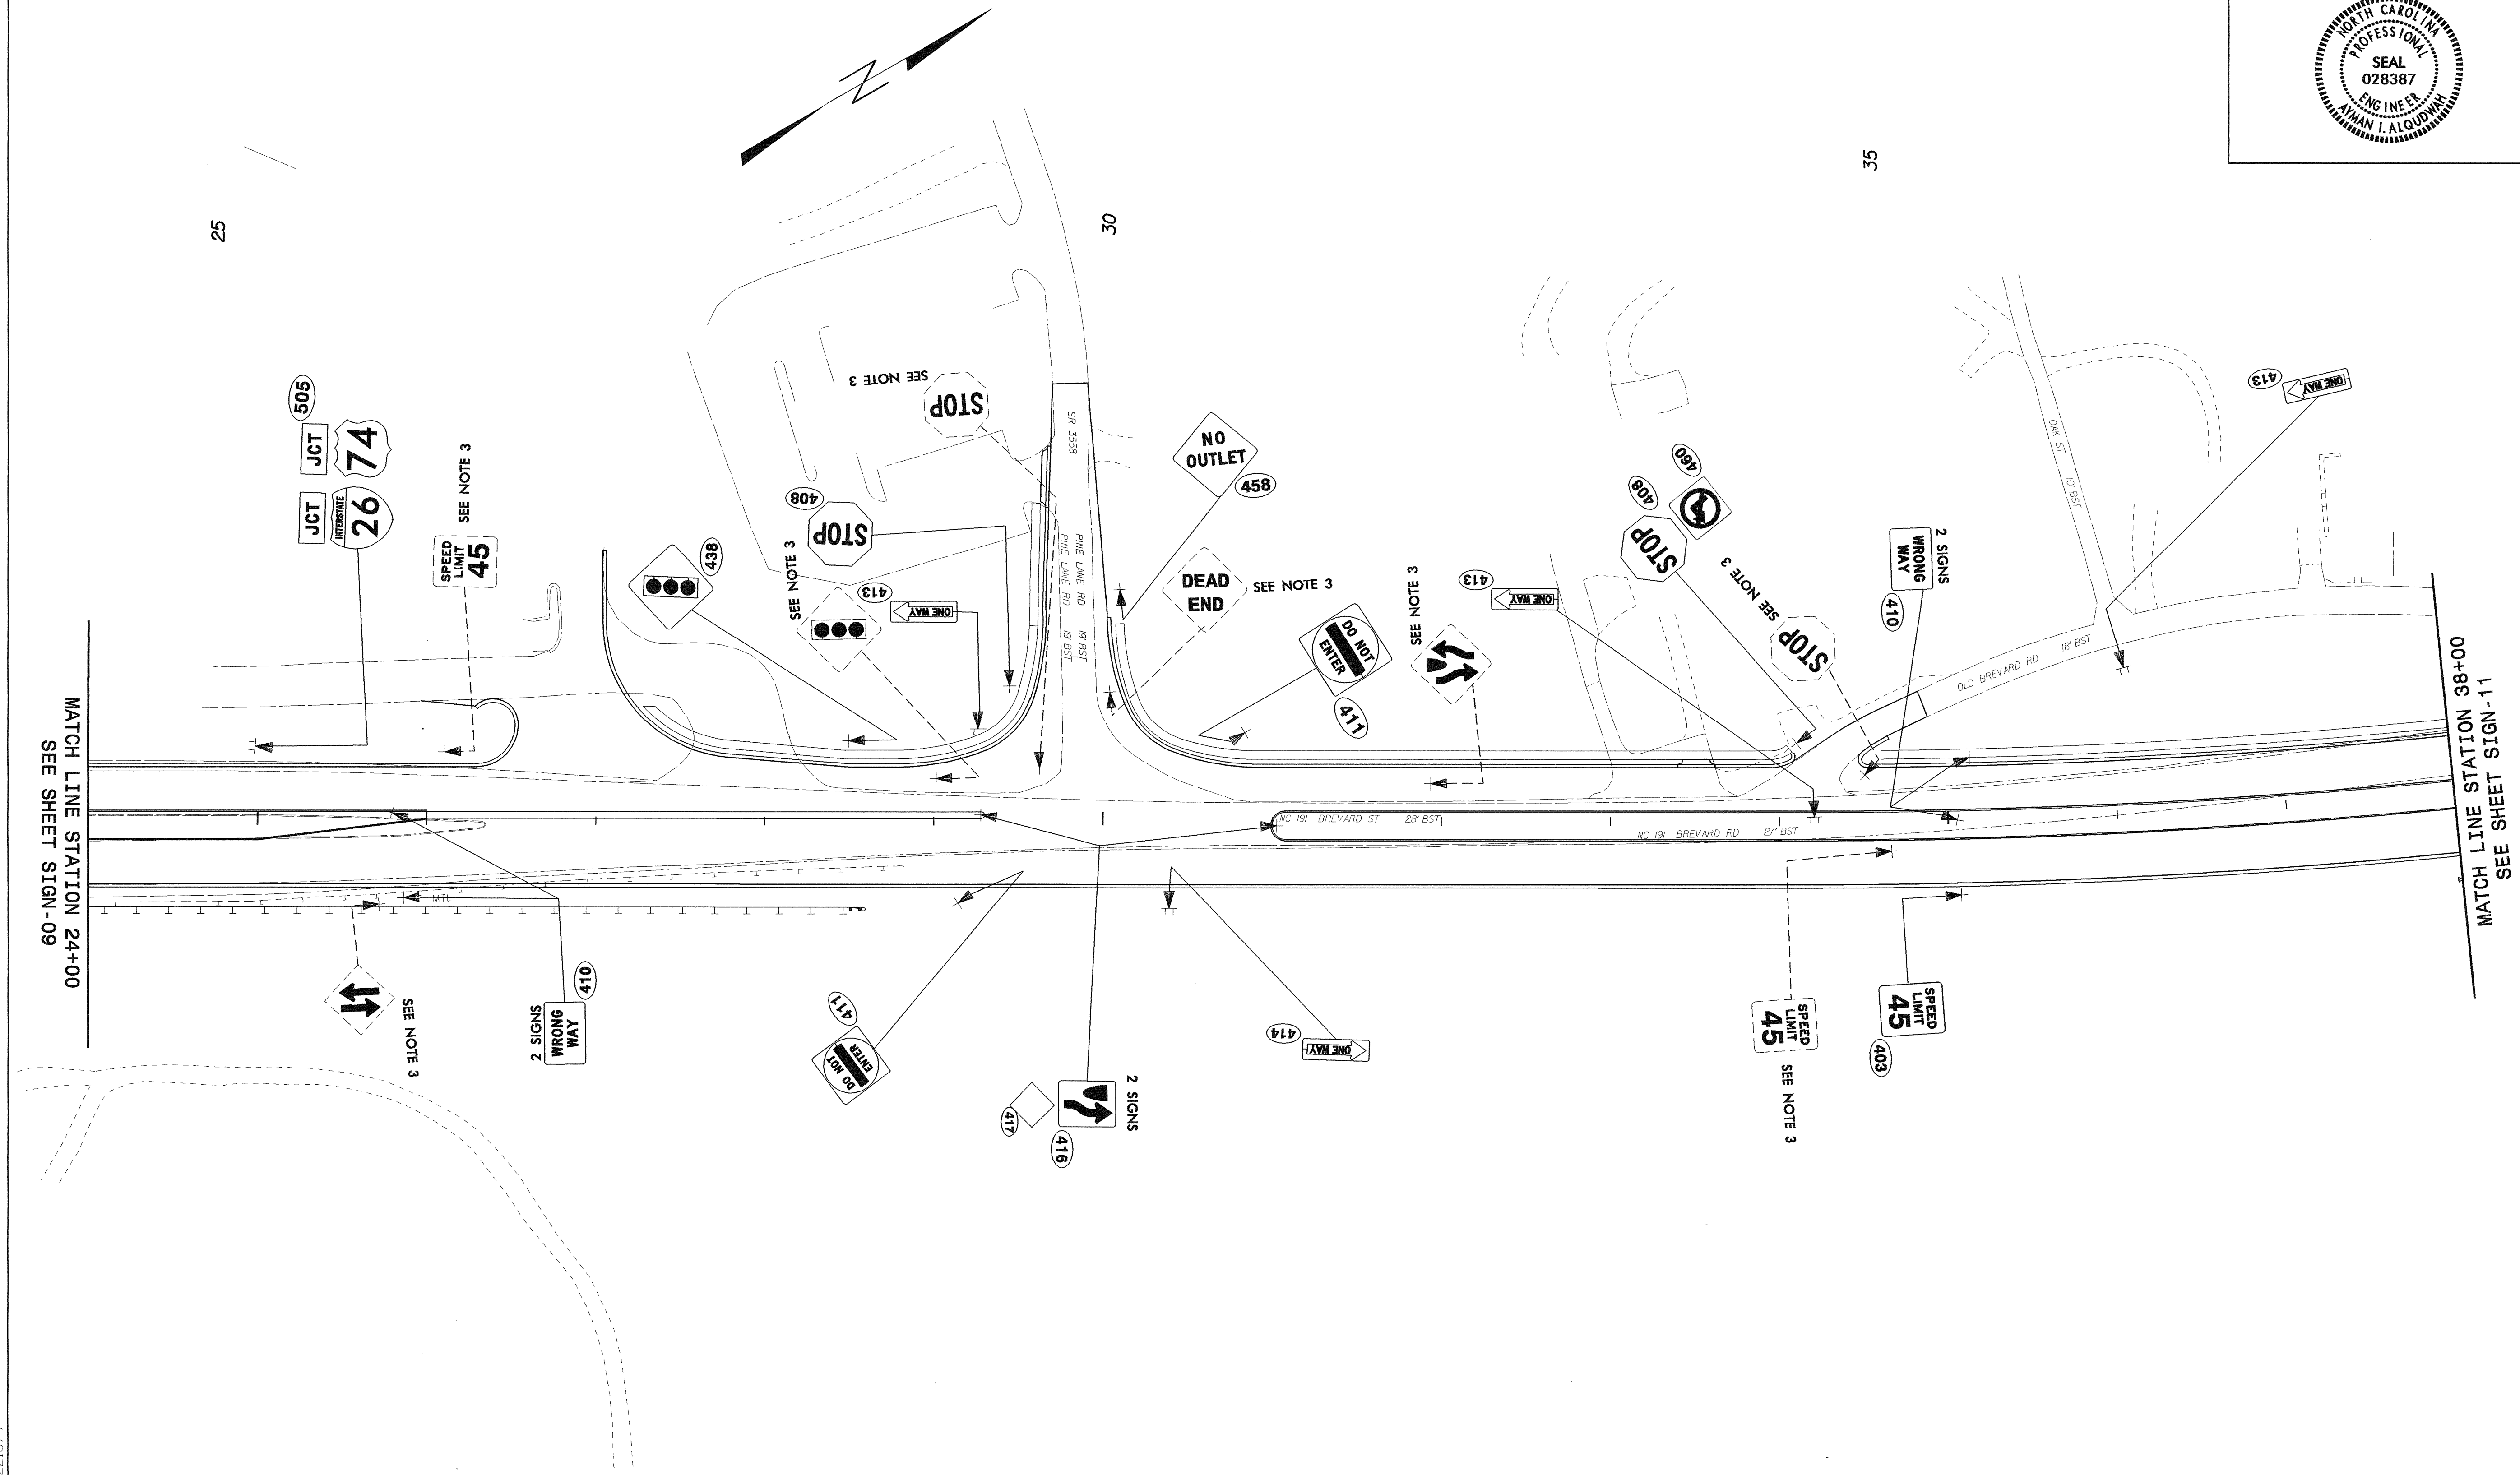 NORTH CAROLINA
PROFESSIONAL
SEAL
028387
ENGINEER
AYMAN I. ALQUDWAH
25
30
35
505
JCT
74
JCT
INTERSTATE
26
SEE NOTE 3
SPEED
LIMIT
45
438
SEE NOTE 3
STOP
SEE NOTE 3
408
STOP
413
ONE WAY
SR 3558
PINE LANE RD 19' BST
PINE LANE RD 19' BST
NO
OUTLET
458
DEAD
END
SEE NOTE 3
DO NOT
ENTER
411
SEE NOTE 3
413
ONE WAY
460
408
STOP
SEE NOTE 3
STOP
2 SIGNS
WRONG
WAY
410
OAK ST 10' BST
413
ONE WAY
OLD BREVARD RD 18' BST
MATCH LINE STATION 24+00
SEE SHEET SIGN-09
MATCH LINE STATION 38+00
SEE SHEET SIGN-11
NC 191 BREVARD ST 28' BST
NC 191 BREVARD RD 27' BST
MTL
SEE NOTE 3
2 SIGNS
WRONG
WAY
410
411
DO NOT
ENTER
417
416
2 SIGNS
414
ONE WAY
SPEED
LIMIT
45
SEE NOTE 3
SPEED
LIMIT
45
403